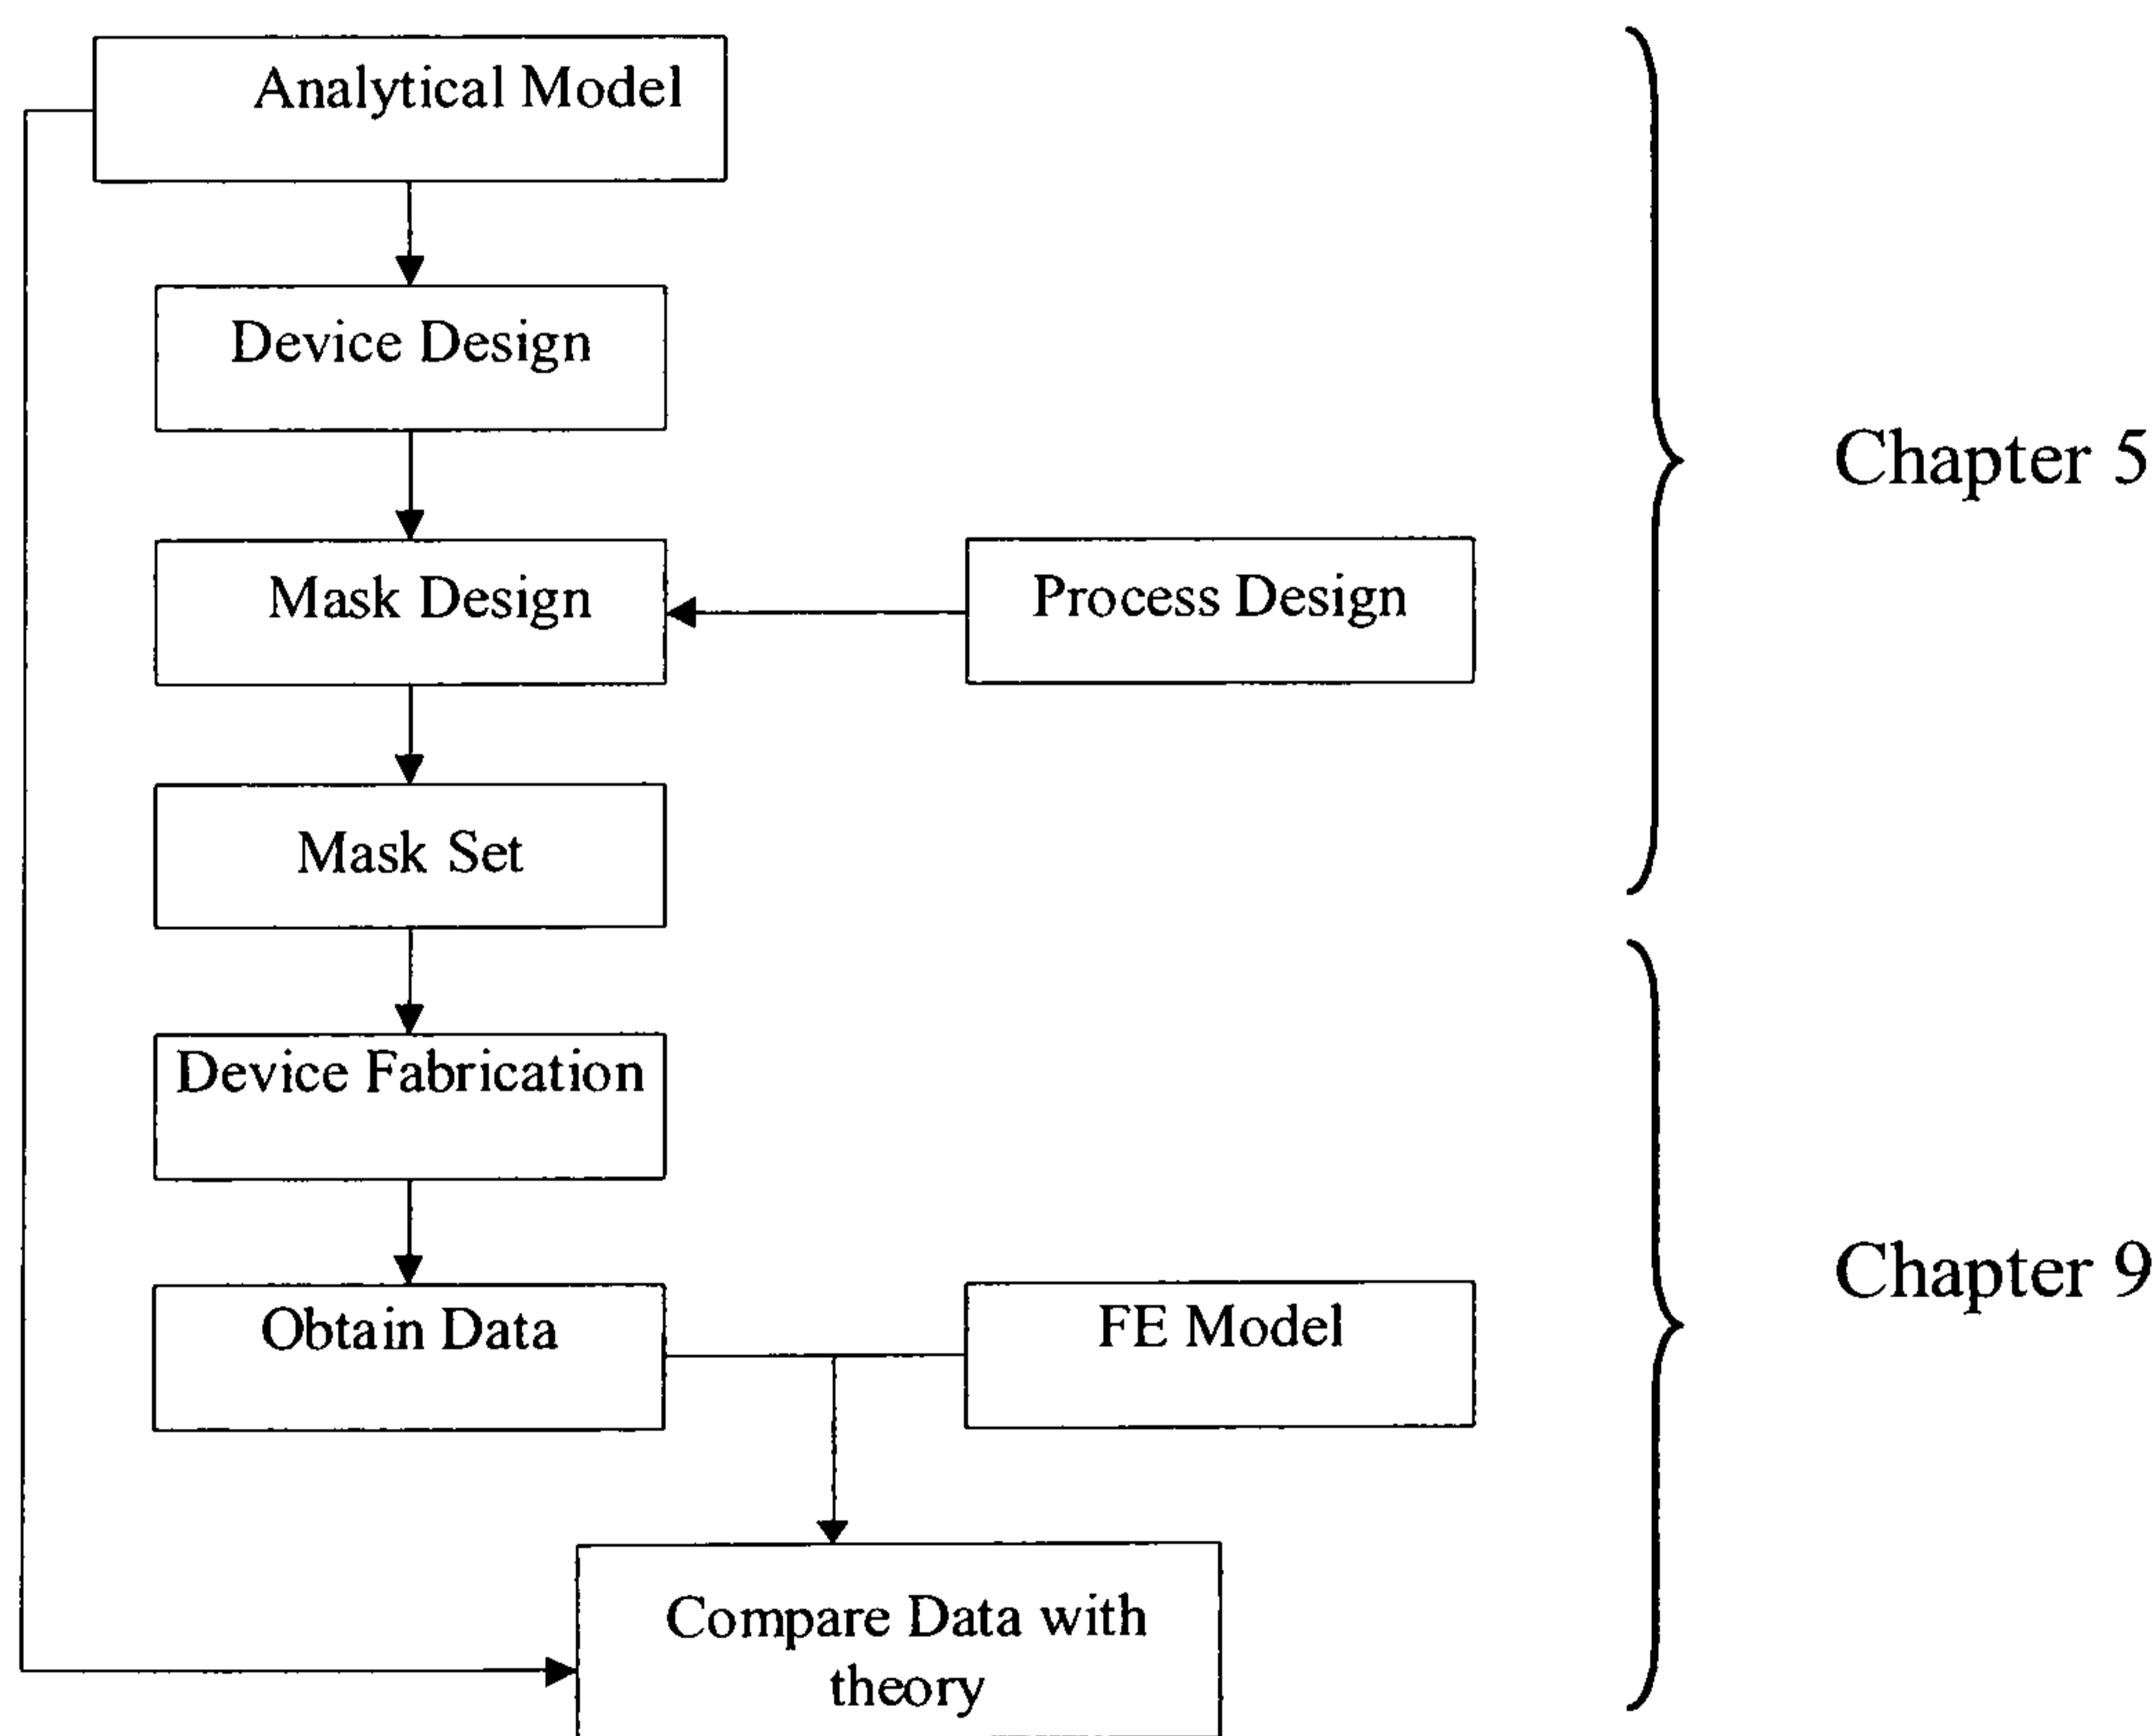 Analytical Model
Device Design
Chapter 5
Mask Design
Process Design
Mask Set
Device Fabrication
Chapter 9
Obtain Data
FE Model
Compare Data with
theory